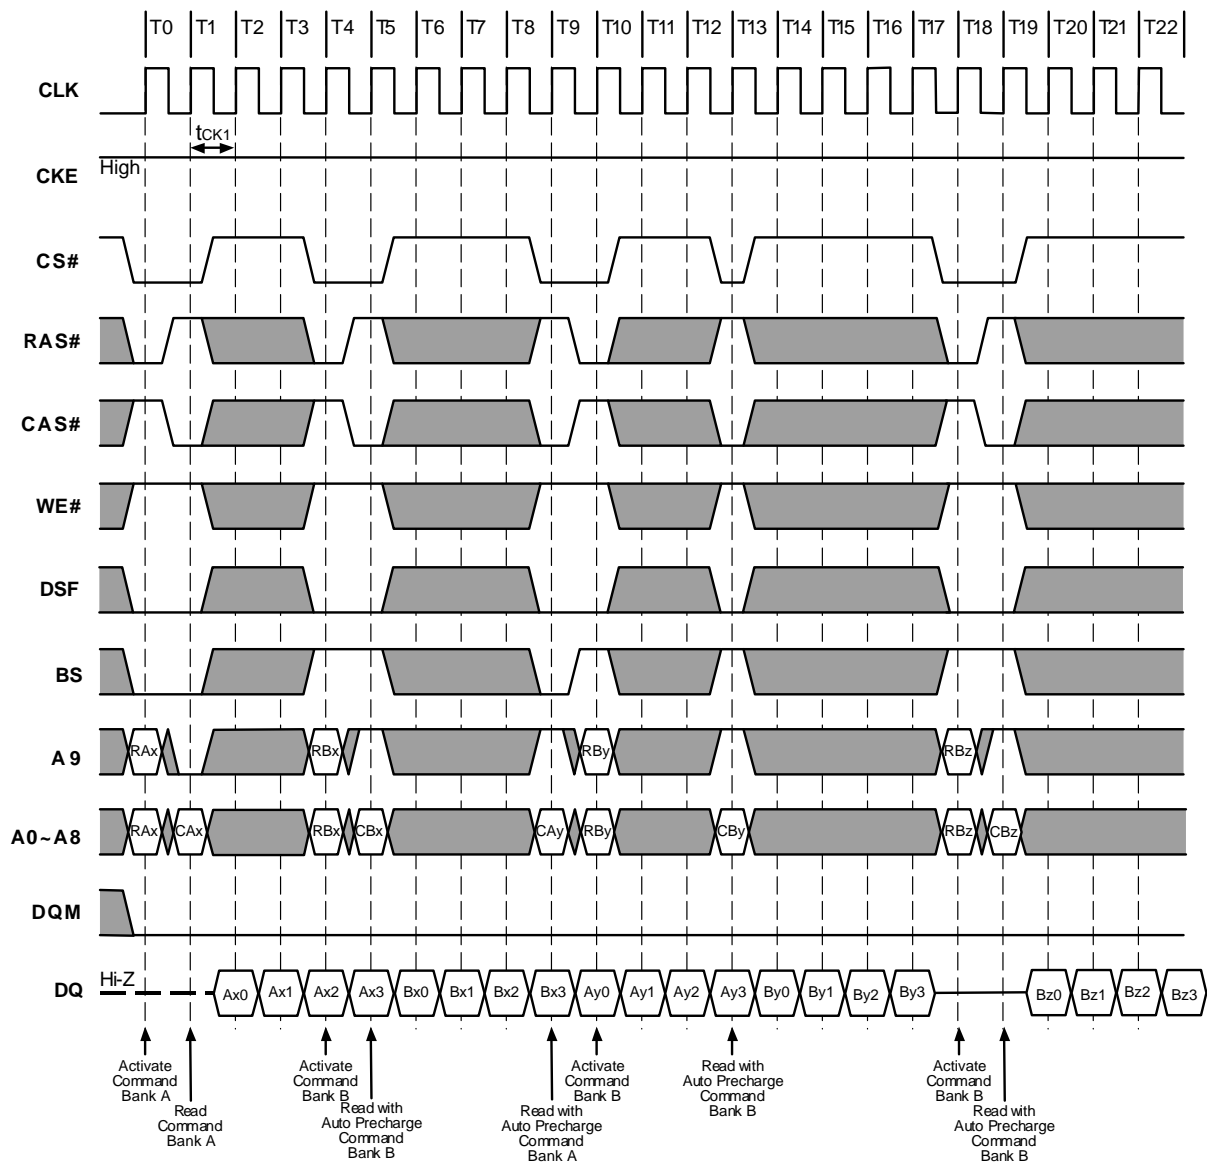 T0 T1 T2 T3 T4 T5 T6 T7 T8 T9 T10 T11 T12 T13 T14 T15 T16 T17 T18 T19 T20 T21 T22
CLK
tCK1
High
CKE
CS#
RAS#
CAS#
WE#
DSF
BS
A9
RAx RBx RBy RBz
A0~A8
RAx CAx RBx CBx CAy RBy CBy RBz CBz
DQM
Hi-Z
DQ
Ax0 Ax1 Ax2 Ax3 Bx0 Bx1 Bx2 Bx3 Ay0 Ay1 Ay2 Ay3 By0 By1 By2 By3 Bz0 Bz1 Bz2 Bz3
Activate
Command
Bank A
Read
Command
Bank A
Activate
Command
Bank B
Read with
Auto Precharge
Command
Bank B
Read with
Auto Precharge
Command
Bank A
Activate
Command
Bank B
Read with
Auto Precharge
Command
Bank B
Activate
Command
Bank B
Read with
Auto Precharge
Command
Bank B